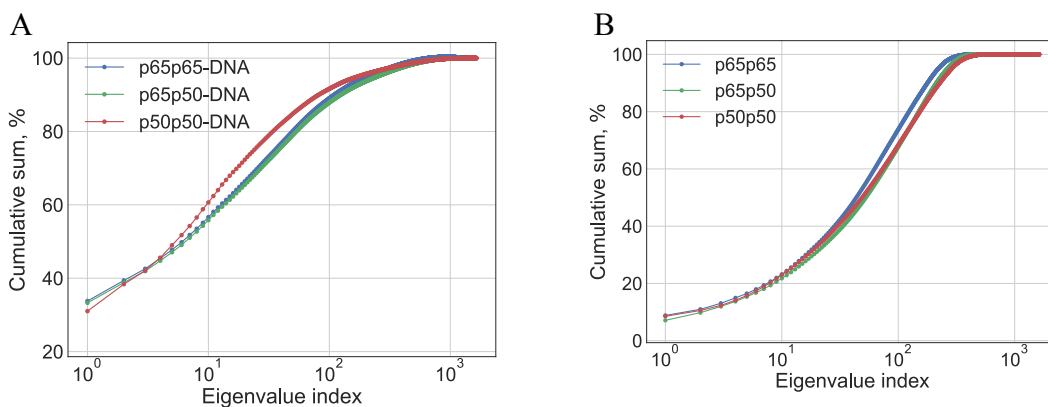 A
Cumulative sum, %
100
80
60
40
20
p65p65-DNA
p65p50-DNA
p50p50-DNA
10^0
10^1
10^2
10^3
Eigenvalue index
B
Cumulative sum, %
100
80
60
40
20
0
p65p65
p65p50
p50p50
10^0
10^1
10^2
10^3
Eigenvalue index